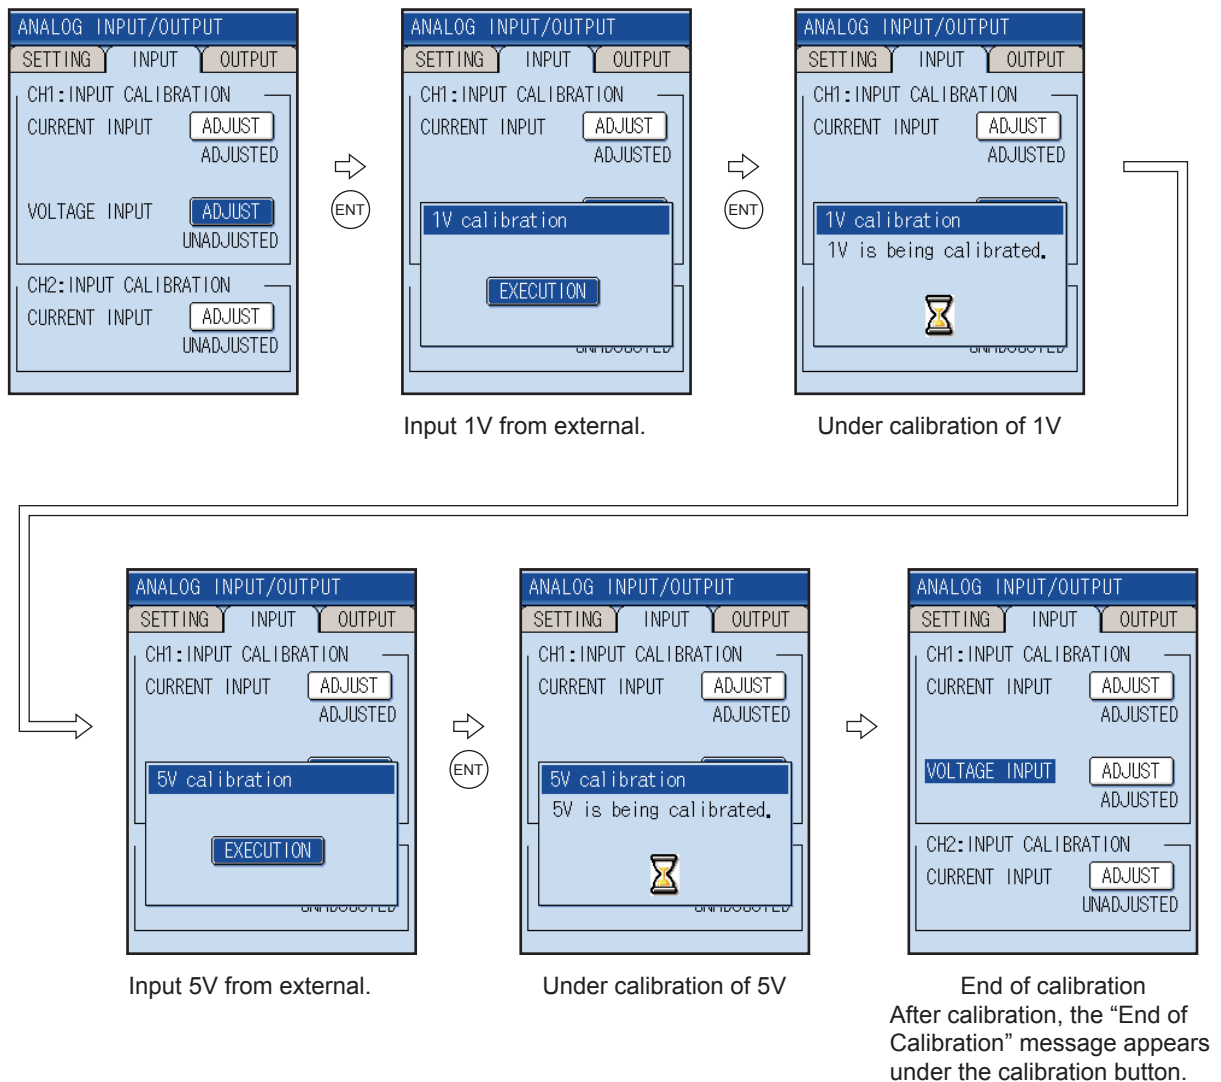 ANALOG INPUT/OUTPUT
SETTING INPUT OUTPUT
CH1:INPUT CALIBRATION
CURRENT INPUT ADJUST
ADJUSTED
VOLTAGE INPUT ADJUST
UNADJUSTED
CH2:INPUT CALIBRATION
CURRENT INPUT ADJUST
UNADJUSTED
ENT
ANALOG INPUT/OUTPUT
SETTING INPUT OUTPUT
CH1:INPUT CALIBRATION
CURRENT INPUT ADJUST
ADJUSTED
1V calibration
EXECUTION
Input 1V from external.
ENT
ANALOG INPUT/OUTPUT
SETTING INPUT OUTPUT
CH1:INPUT CALIBRATION
CURRENT INPUT ADJUST
ADJUSTED
1V calibration
1V is being calibrated.
Under calibration of 1V
ANALOG INPUT/OUTPUT
SETTING INPUT OUTPUT
CH1:INPUT CALIBRATION
CURRENT INPUT ADJUST
ADJUSTED
5V calibration
EXECUTION
Input 5V from external.
ENT
ANALOG INPUT/OUTPUT
SETTING INPUT OUTPUT
CH1:INPUT CALIBRATION
CURRENT INPUT ADJUST
ADJUSTED
5V calibration
5V is being calibrated.
Under calibration of 5V
ANALOG INPUT/OUTPUT
SETTING INPUT OUTPUT
CH1:INPUT CALIBRATION
CURRENT INPUT ADJUST
ADJUSTED
VOLTAGE INPUT ADJUST
ADJUSTED
CH2:INPUT CALIBRATION
CURRENT INPUT ADJUST
UNADJUSTED
End of calibration
After calibration, the “End of
Calibration” message appears
under the calibration button.